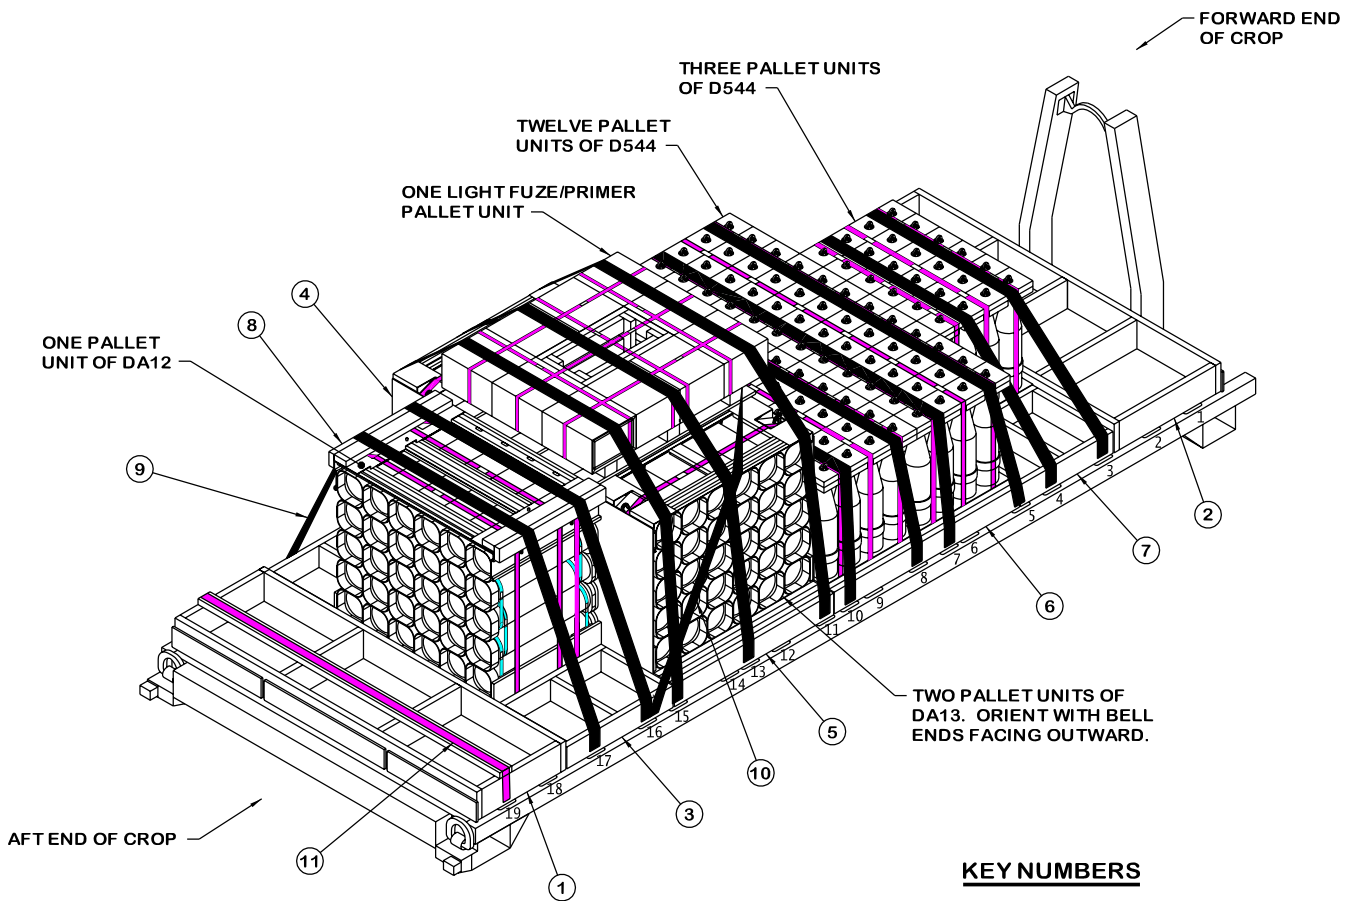 FORWARD END
OF CROP
THREE PALLET UNITS
OF D544
TWELVE PALLET
UNITS OF D544
ONE LIGHT FUZE/PRIMER
PALLET UNIT
4
8
ONE PALLET
UNIT OF DA12
9
1
2
3
4
5
6
7
8
9
10
11
12
13
14
15
16
17
18
19
2
7
6
TWO PALLET UNITS OF
DA13. ORIENT WITH BELL
ENDS FACING OUTWARD.
5
10
3
AFT END OF CROP
11
1
KEY NUMBERS